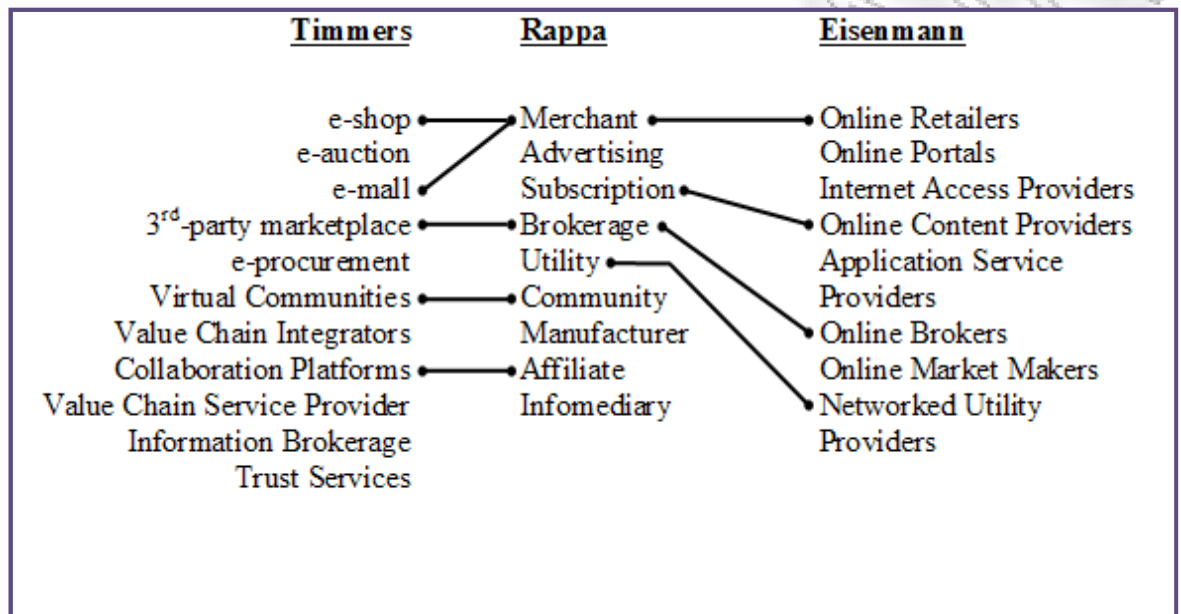 Timmers Rappa Eisenmann
e-shop Merchant Online Retailers
e-auction Advertising Online Portals
e-mall Subscription Internet Access Providers
3rd-party marketplace Brokerage Online Content Providers
e-procurement Utility Application Service
Virtual Communities Community Providers
Value Chain Integrators Manufacturer Online Brokers
Collaboration Platforms Affiliate Online Market Makers
Value Chain Service Provider Infomediary Networked Utility
Information Brokerage Providers
Trust Services